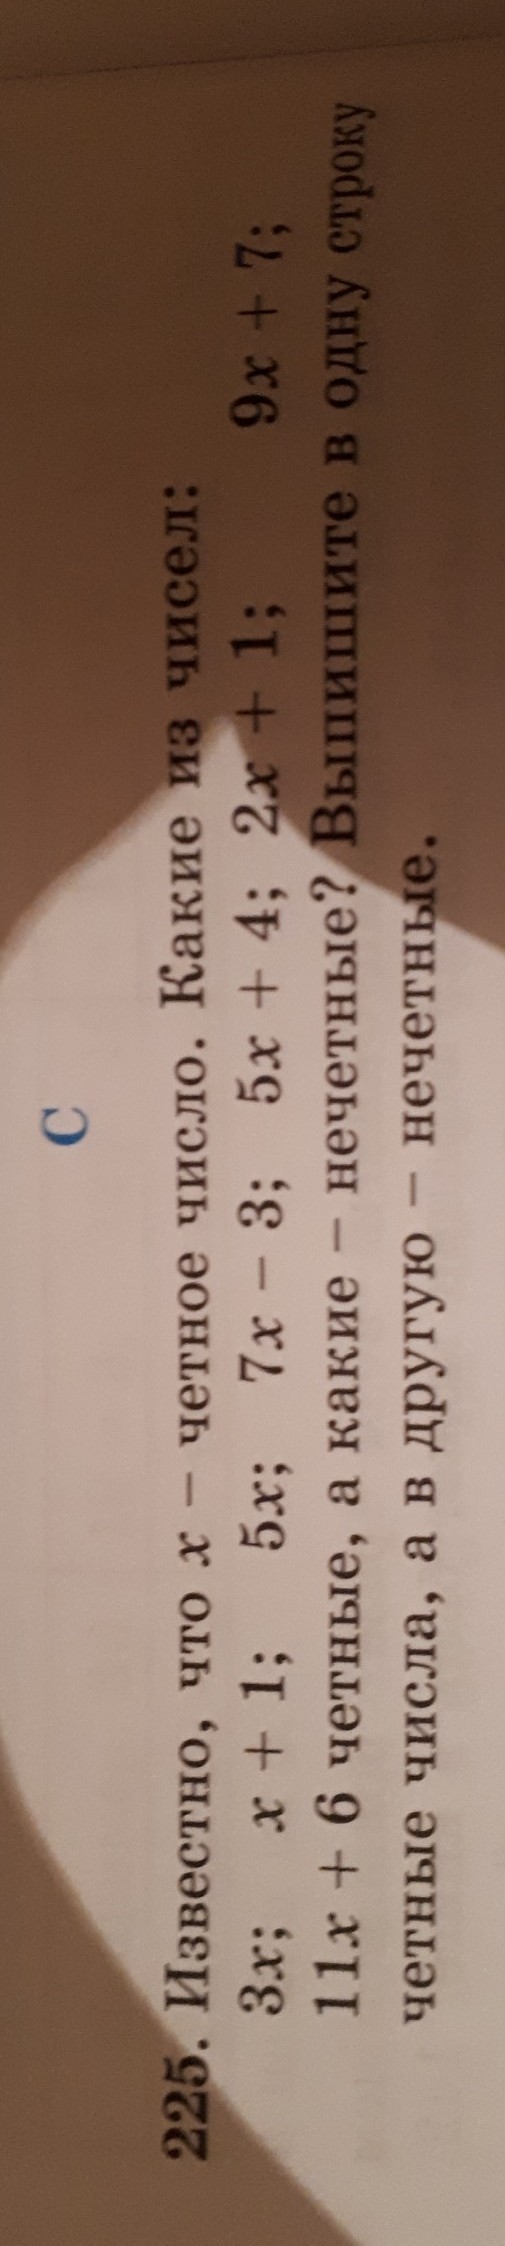 С
225. Известно, что x – четное число. Какие из чисел:
3x; x + 1; 5x; 7x – 3; 5x + 4; 2x + 1; 9x + 7;
11x + 6 четные, а какие – нечетные? Выпишите в одну строку
четные числа, а в другую – нечетные.